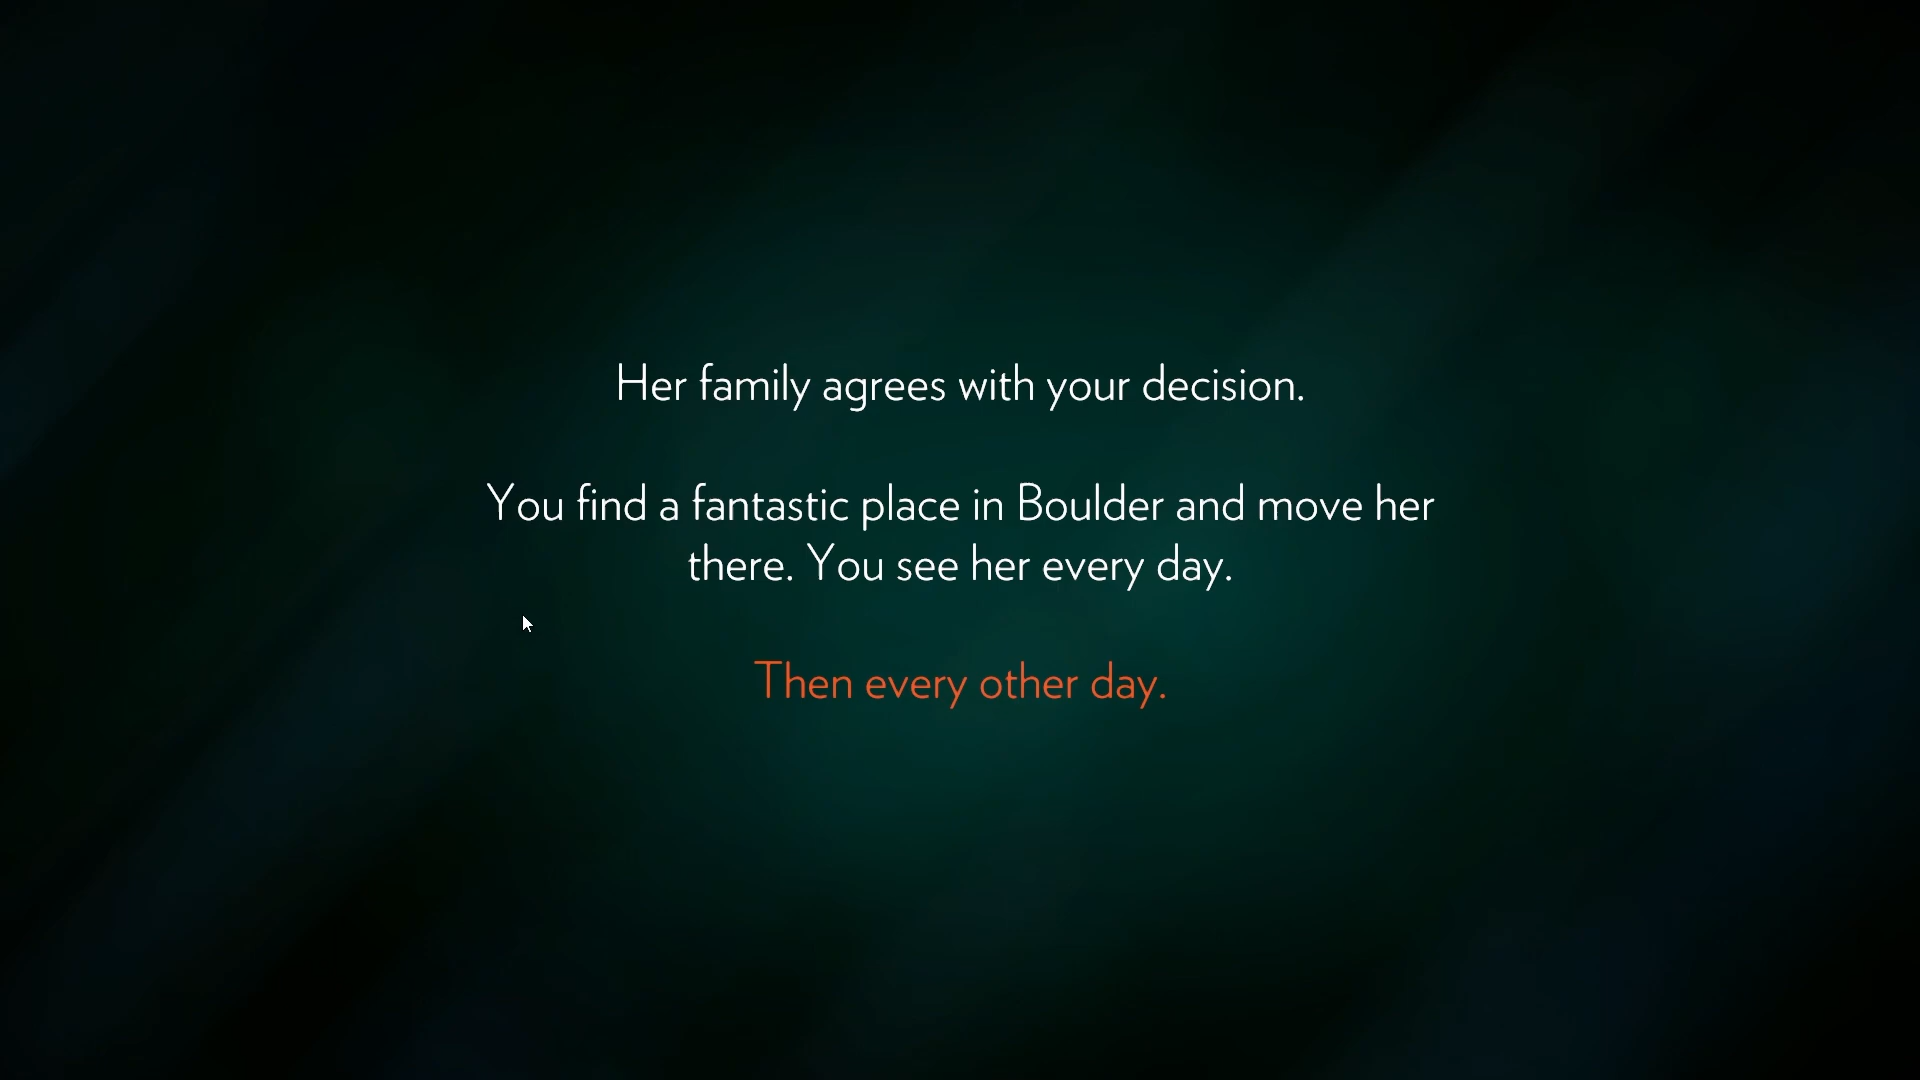 Her family agrees with your decision.
You find a fantastic place in Boulder and move her
there. You see her every day.
Then every other day.